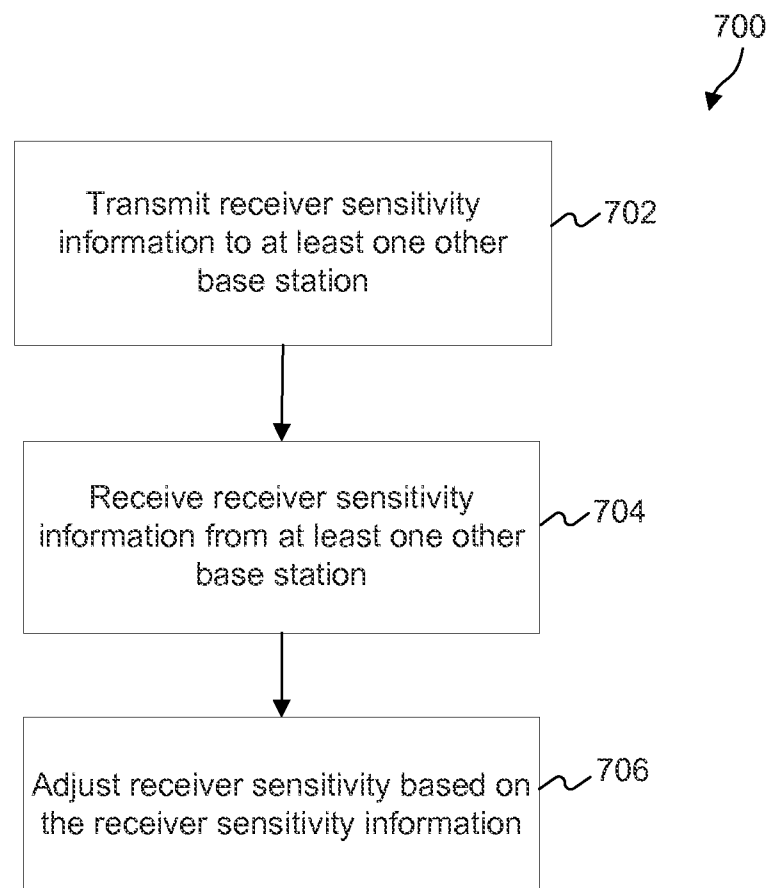 700
Transmit receiver sensitivity
information to at least one other
base station
702
Receive receiver sensitivity
information from at least one other
base station
704
Adjust receiver sensitivity based on
the receiver sensitivity information
706